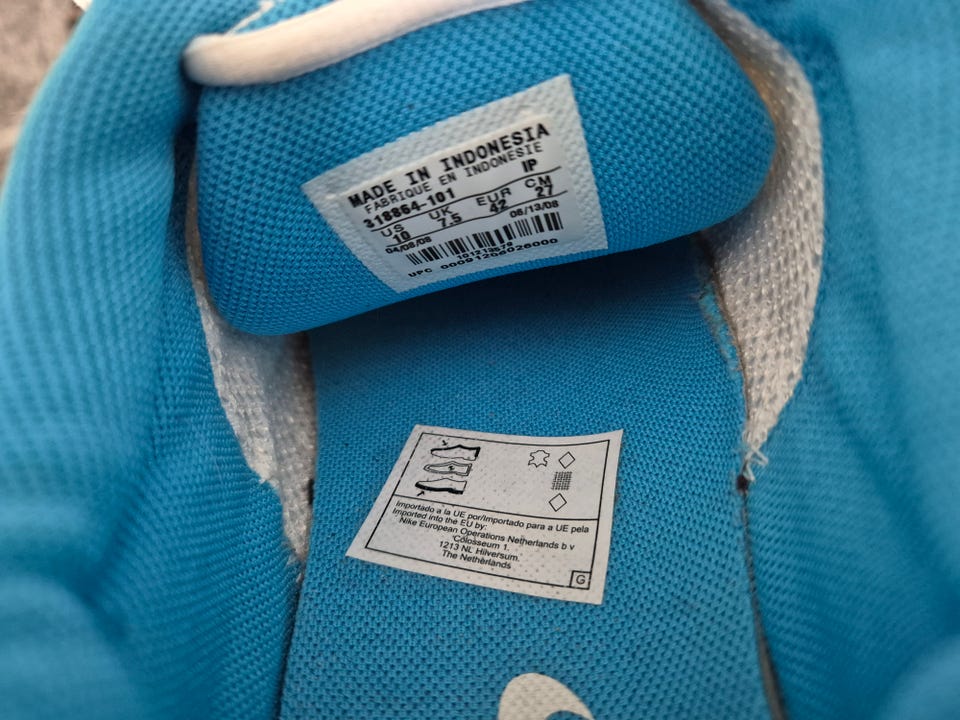 MADE IN INDONESIA
FABRIQUE EN INDONESIE
318864-101 IP
US UK EUR CM
10 7.5 42 27
04/08/08 08/13/08
UPC 00091206026000
Importado a la UE por/Importado para a UE pela
Imported into the EU by:
Nike European Operations Netherlands b v
Colosseum 1.
1213 NL Hilversum.
The Netherlands
G